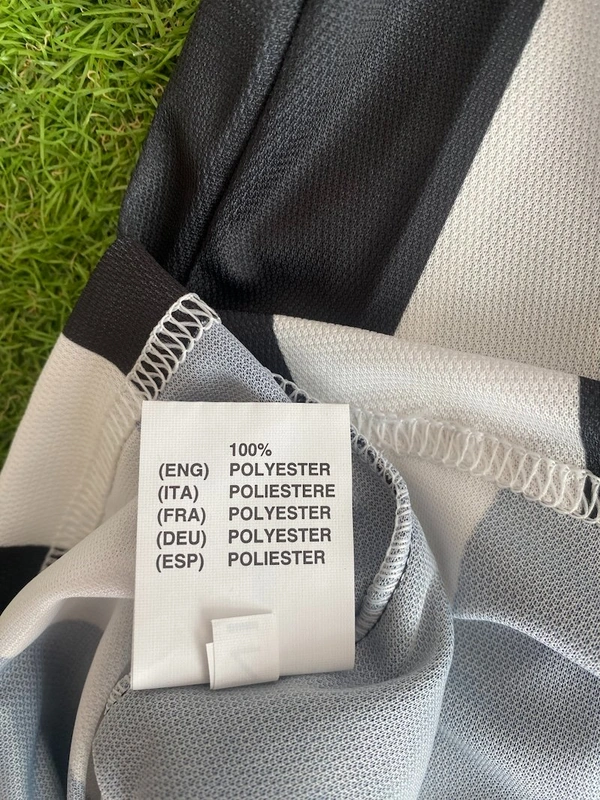 100%
(ENG) POLYESTER
(ITA) POLIESTERE
(FRA) POLYESTER
(DEU) POLYESTER
(ESP) POLIESTER